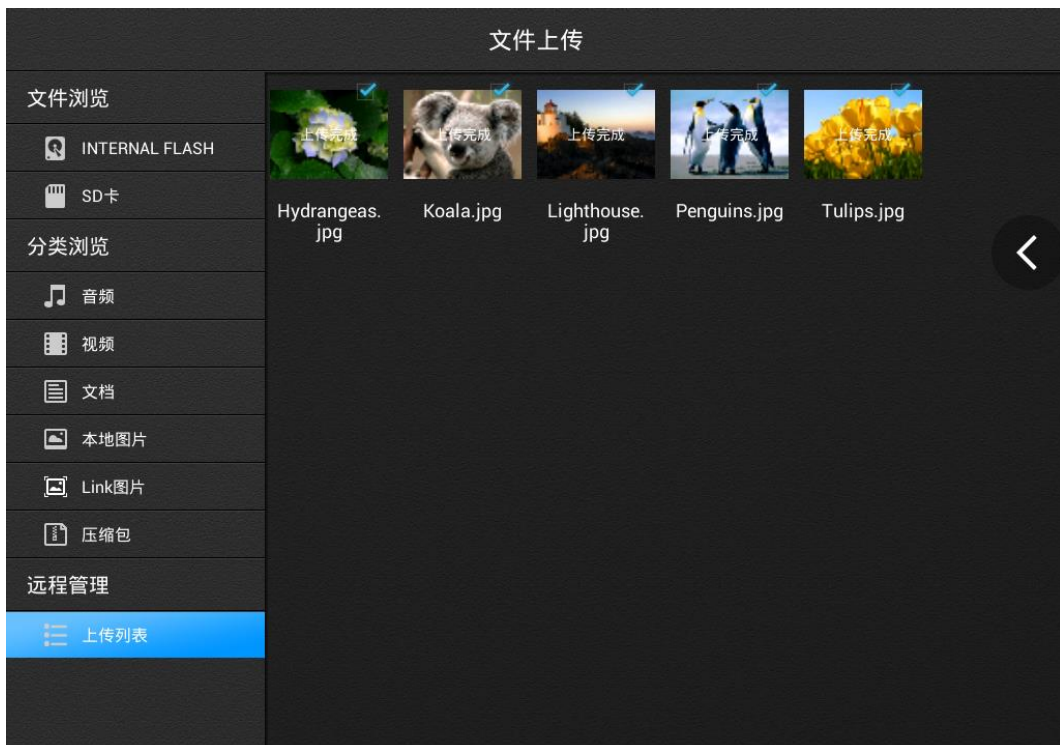 文件上传
文件浏览
INTERNAL FLASH
SD卡
分类浏览
音频
视频
文档
本地图片
Link图片
压缩包
远程管理
上传列表
上传完成
上传完成
上传完成
上传完成
上传完成
Hydrangeas.
jpg
Koala.jpg
Lighthouse.
jpg
Penguins.jpg
Tulips.jpg